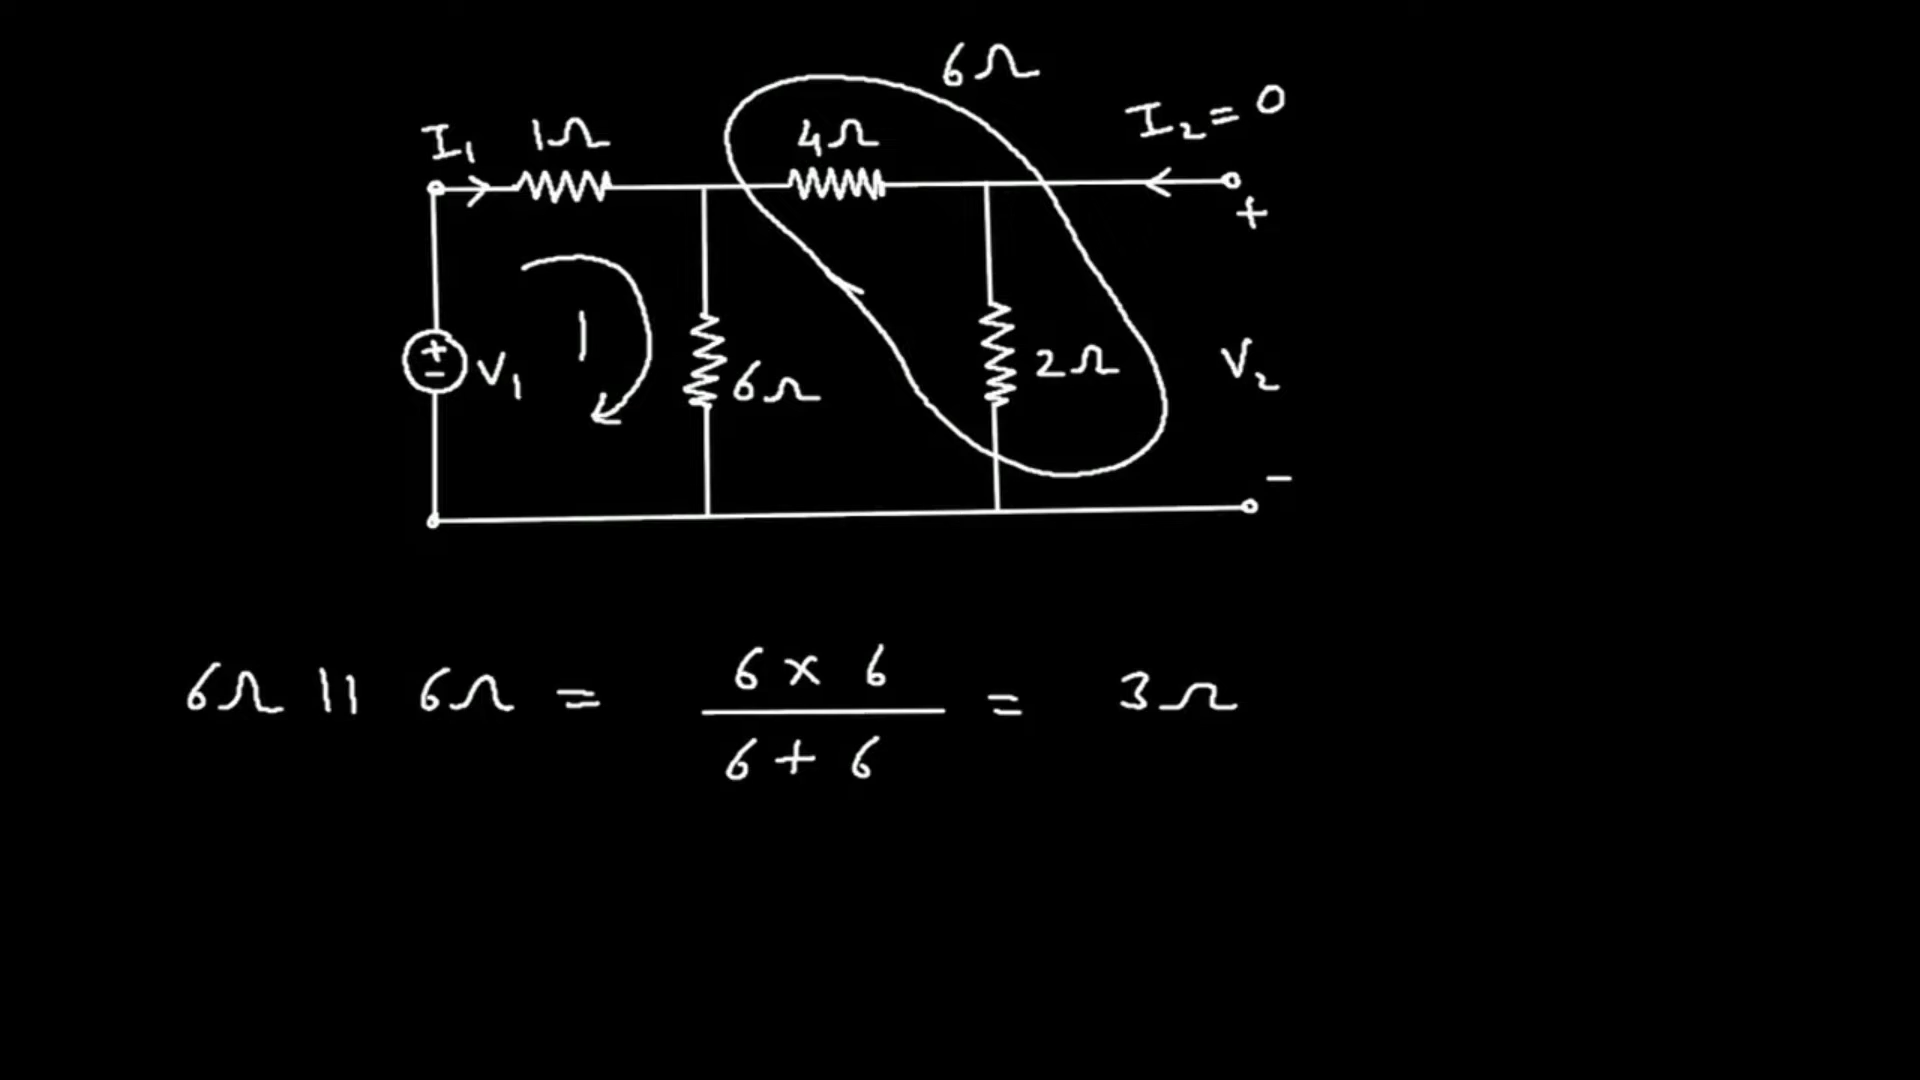 6Ω
I₂ = 0
I₁ 1Ω 4Ω
+
1
+ − V₁ 6Ω 2Ω V₂
−
6Ω || 6Ω = 6 × 6 / 6 + 6 = 3Ω